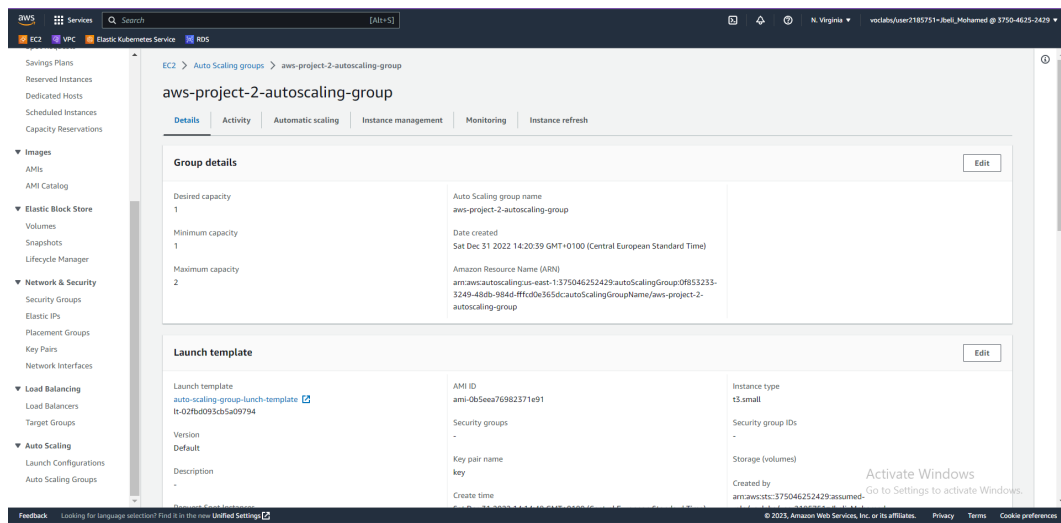 aws
Services
Search
[Alt+S]
N. Virginia
voclabs/user2185751=Jbeli_Mohamed @ 3750-4625-2429
EC2
VPC
Elastic Kubernetes Service
RDS
Savings Plans
Reserved Instances
Dedicated Hosts
Scheduled Instances
Capacity Reservations
Images
AMIs
AMI Catalog
Elastic Block Store
Volumes
Snapshots
Lifecycle Manager
Network & Security
Security Groups
Elastic IPs
Placement Groups
Key Pairs
Network Interfaces
Load Balancing
Load Balancers
Target Groups
Auto Scaling
Launch Configurations
Auto Scaling Groups
EC2 > Auto Scaling groups > aws-project-2-autoscaling-group
aws-project-2-autoscaling-group
Details
Activity
Automatic scaling
Instance management
Monitoring
Instance refresh
Group details
Edit
Desired capacity
1
Minimum capacity
1
Maximum capacity
2
Auto Scaling group name
aws-project-2-autoscaling-group
Date created
Sat Dec 31 2022 14:20:39 GMT+0100 (Central European Standard Time)
Amazon Resource Name (ARN)
arn:aws:autoscaling:us-east-1:375046252429:autoScalingGroup:0f853233-
3249-48db-984d-fffcd0e365dc:autoScalingGroupName/aws-project-2-
autoscaling-group
Launch template
Edit
Launch template
auto-scaling-group-lunch-template
lt-02fbd093cb5a09794
Version
Default
Description
-
Request Spot Instances
AMI ID
ami-0b5eea76982371e91
Security groups
-
Key pair name
key
Create time
Instance type
t3.small
Security group IDs
-
Storage (volumes)
-
Created by
arn:aws:sts::375046252429:assumed-
Activate Windows
Go to Settings to activate Windows.
Feedback
Looking for language selection? Find it in the new Unified Settings
© 2023, Amazon Web Services, Inc. or its affiliates.
Privacy
Terms
Cookie preferences